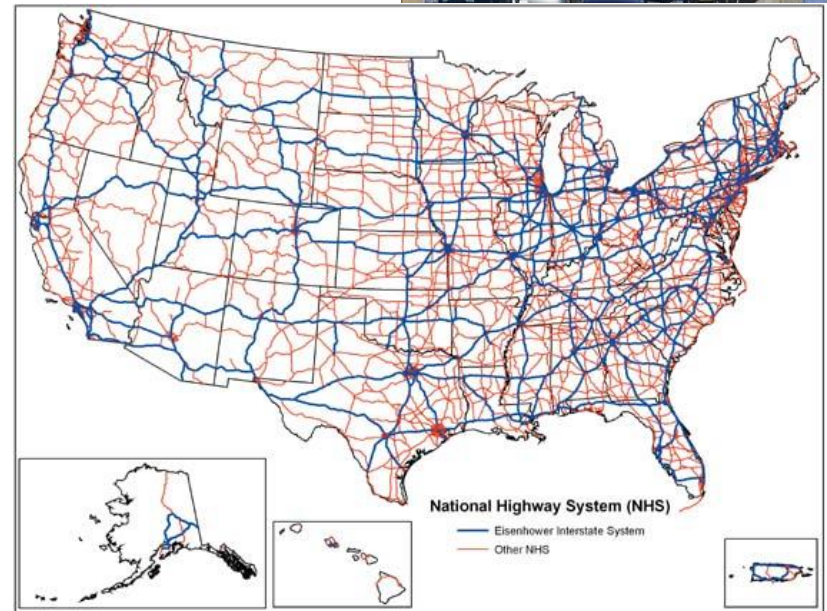 National Highway System (NHS)
Eisenhower Interstate System
Other NHS